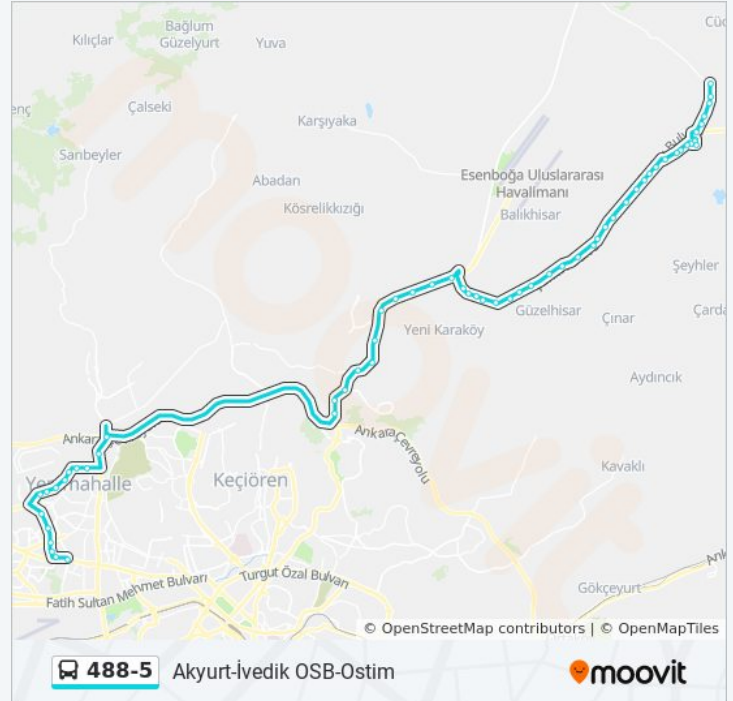 Kılıçlar
Bağlum
Güzelyurt
Yuva
Çalseki
Karşıyaka
Sarıbeyler
Abadan
Esenboğa Uluslararası
Havalimanı
Kösrelikkızığı
Balıkhisar
Şeyhler
Güzelhisar
Çınar
Yeni Karaköy
Aydıncık
Ankara Çevreyolu
Kavaklı
Keçiören
Gökçeyurt
Turgut Özal Bulvarı
Fatih Sultan Mehmet Bulvarı
© OpenStreetMap contributors | © OpenMapTiles
488-5 Akyurt-İvedik OSB-Ostim
moovit